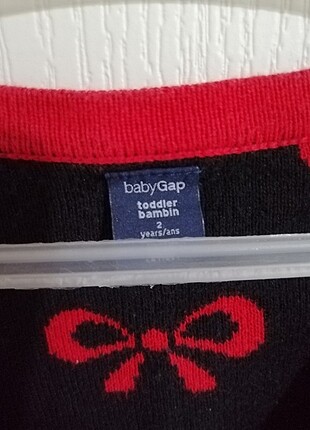 babyGap
toddler
bambin
2
years/ans